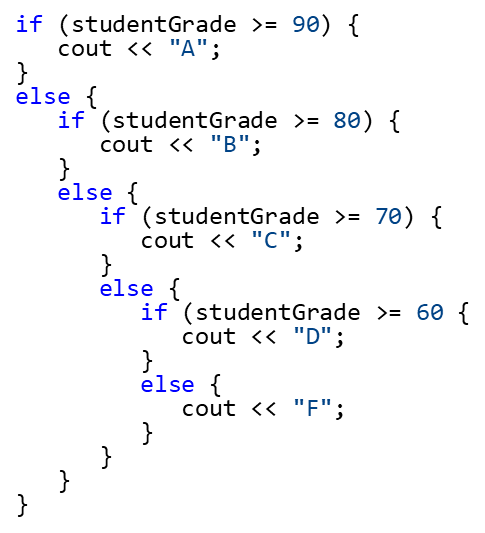 if (studentGrade >= 90) {
   cout << "A";
}
else {
   if (studentGrade >= 80) {
      cout << "B";
   }
   else {
      if (studentGrade >= 70) {
         cout << "C";
      }
      else {
         if (studentGrade >= 60 {
            cout << "D";
         }
         else {
            cout << "F";
         }
      }
   }
}